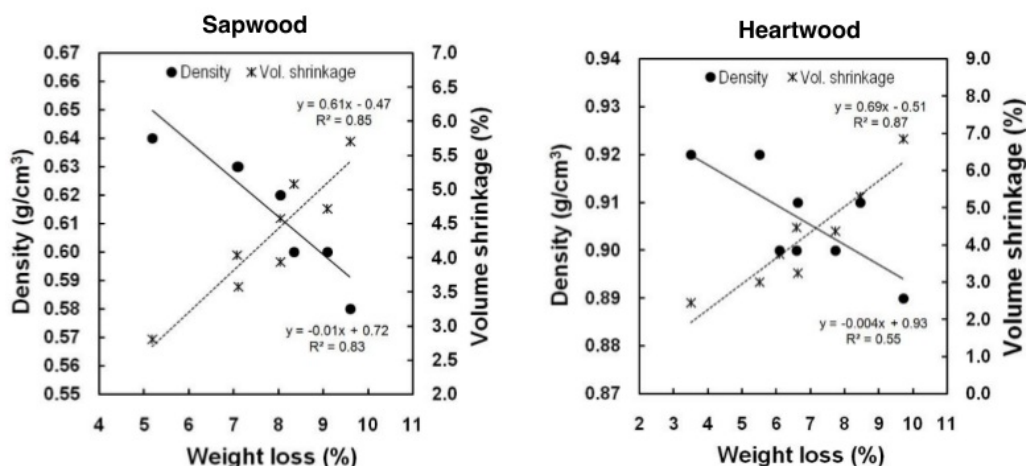 Sapwood
Density (g/cm³)
0.67
0.66
0.65
0.64
0.63
0.62
0.61
0.60
0.59
0.58
0.57
0.56
0.55
Density
Vol. shrinkage
y = 0.61x - 0.47
R² = 0.85
y = -0.01x + 0.72
R² = 0.83
7.0
6.5
6.0
5.5
5.0
4.5
4.0
3.5
3.0
2.5
2.0
Volume shrinkage (%)
4 5 6 7 8 9 10 11
Weight loss (%)
Heartwood
Density (g/cm³)
0.94
0.93
0.92
0.91
0.90
0.89
0.88
0.87
Density
Vol. shrinkage
y = 0.69x - 0.51
R² = 0.87
y = -0.004x + 0.93
R² = 0.55
9.0
8.0
7.0
6.0
5.0
4.0
3.0
2.0
1.0
0.0
Volume shrinkage (%)
2 3 4 5 6 7 8 9 10 11
Weight loss (%)